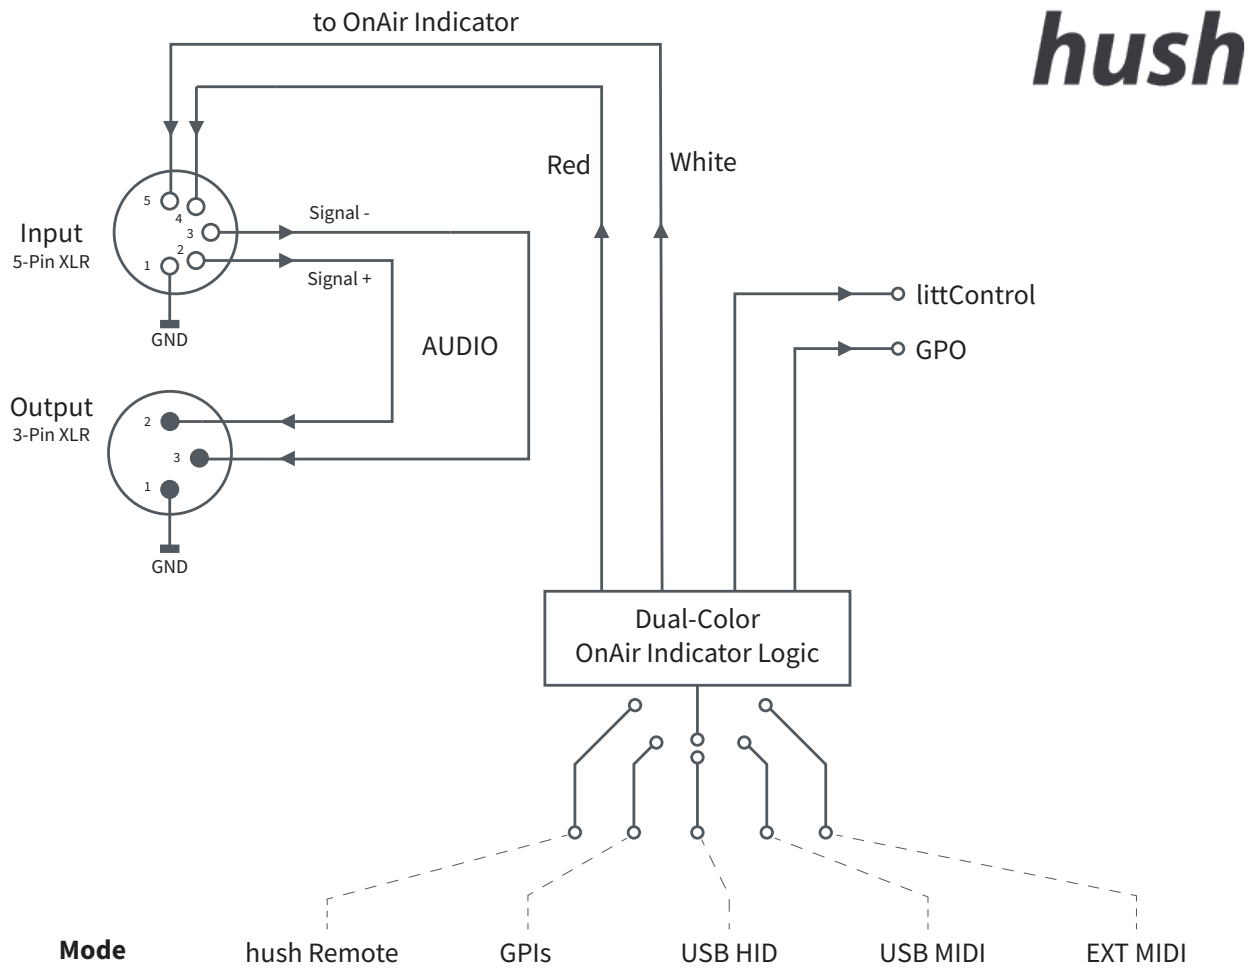 to OnAir Indicator
hush
Red
White
5
4
3
2
1
Signal -
Signal +
Input
5-Pin XLR
GND
AUDIO
littControl
GPO
Output
3-Pin XLR
2
3
1
GND
Dual-Color
OnAir Indicator Logic
Mode
hush Remote
GPIs
USB HID
USB MIDI
EXT MIDI